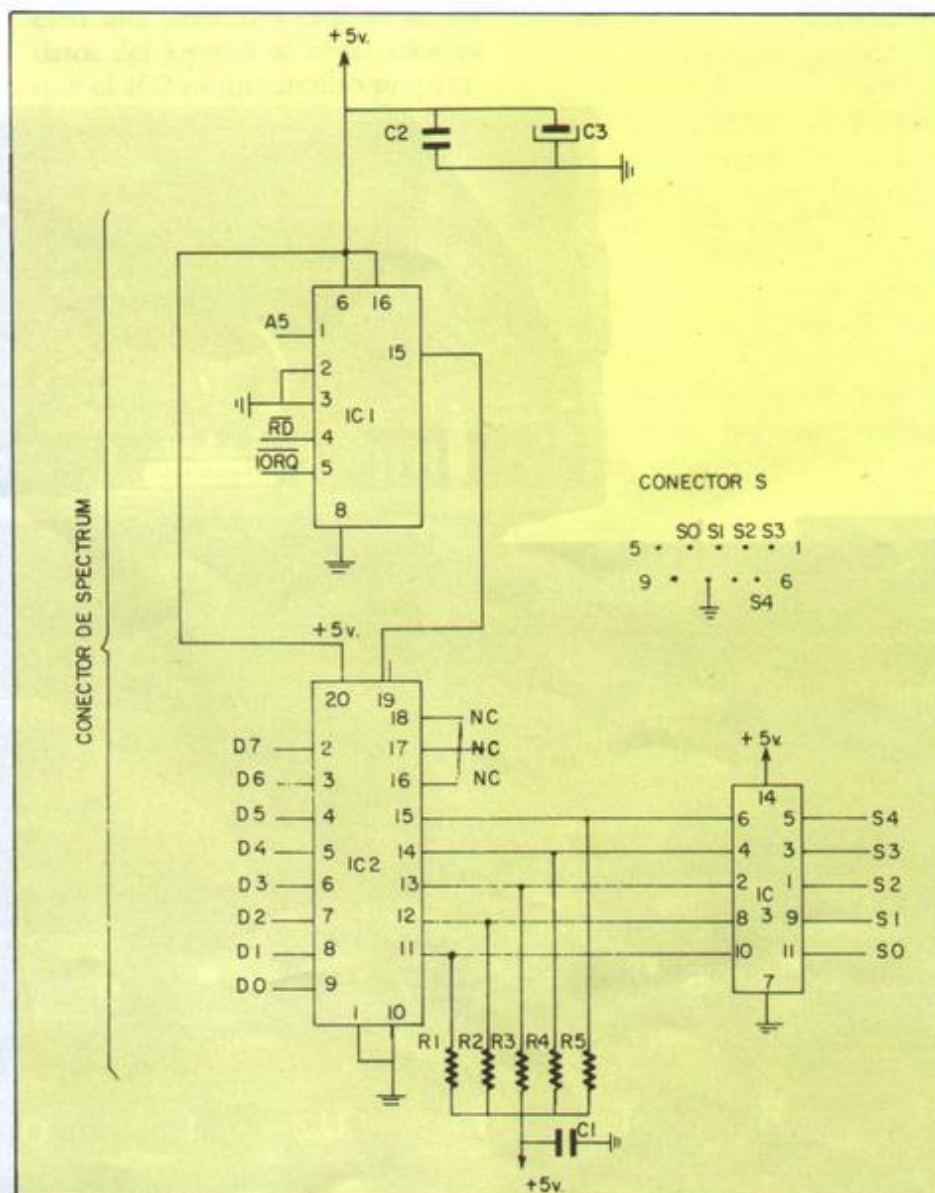 +5v.
C2
C3
6 16
A5 1
15
2
3
IC1
RD 4
IORQ 5
8
CONECTOR S
S0 S1 S2 S3
5 1
9 6
S4
CONECTOR DE SPECTRUM
+5v.
20 19
18 NC
D7 2 17 NC
D6 3 16 NC
D5 4 15
D4 5 14
IC2
D3 6 13
D2 7 12
D1 8 11
D0 9
1 10
+5v.
14
6 5 S4
4 3 S3
2 1 S2
IC
3
8 9 S1
10 11 S0
7
R1 R2 R3 R4 R5
C1
+5v.